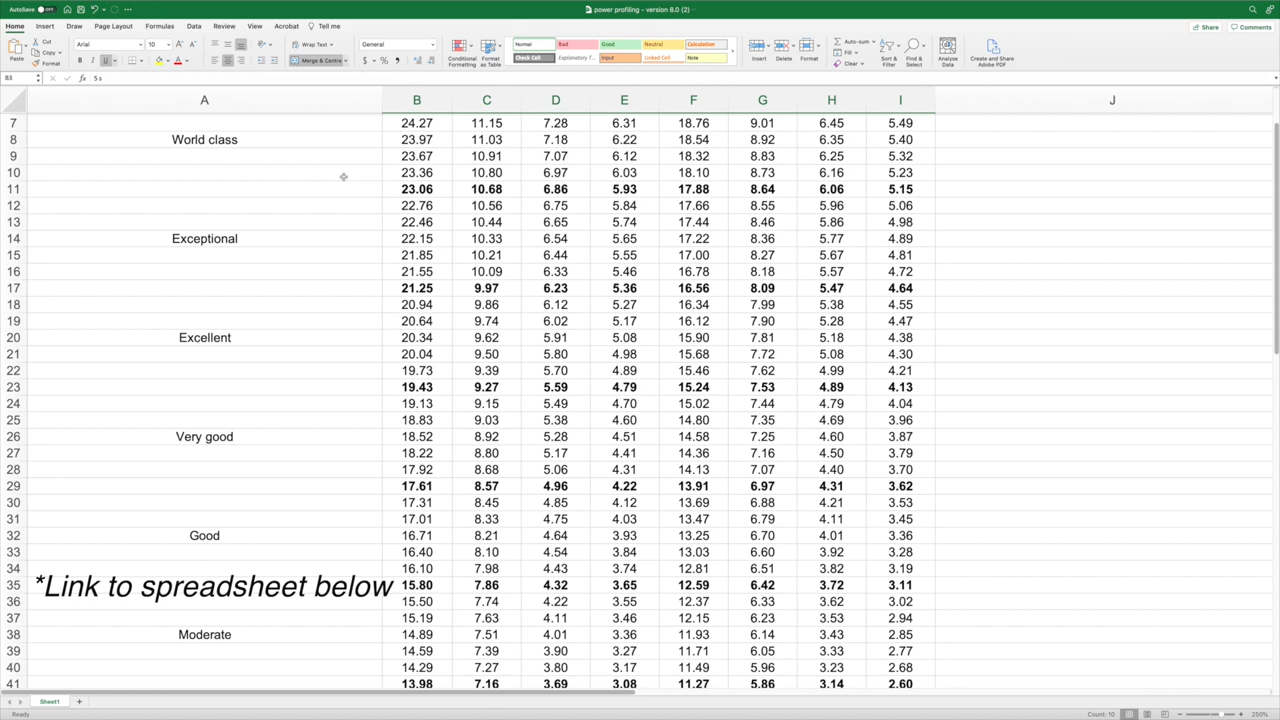 AutoSave OFF power profiling - version 8.0 (2)
Home Insert Draw Page Layout Formulas Data Review View Acrobat Tell me Share Comments
Paste Cut Copy Format Arial 10 Wrap Text Merge & Centre General Conditional Formatting Format as Table Normal Bad Good Neutral Calculation Check Cell Explanatory T... Input Linked Cell Note Insert Delete Format Auto-sum Fill Clear Sort & Filter Find & Select Analyse Data Create and Share Adobe PDF
B3 fx 5 s
A B C D E F G H I J
7 24.27 11.15 7.28 6.31 18.76 9.01 6.45 5.49
8 World class 23.97 11.03 7.18 6.22 18.54 8.92 6.35 5.40
9 23.67 10.91 7.07 6.12 18.32 8.83 6.25 5.32
10 23.36 10.80 6.97 6.03 18.10 8.73 6.16 5.23
11 23.06 10.68 6.86 5.93 17.88 8.64 6.06 5.15
12 22.76 10.56 6.75 5.84 17.66 8.55 5.96 5.06
13 22.46 10.44 6.65 5.74 17.44 8.46 5.86 4.98
14 Exceptional 22.15 10.33 6.54 5.65 17.22 8.36 5.77 4.89
15 21.85 10.21 6.44 5.55 17.00 8.27 5.67 4.81
16 21.55 10.09 6.33 5.46 16.78 8.18 5.57 4.72
17 21.25 9.97 6.23 5.36 16.56 8.09 5.47 4.64
18 20.94 9.86 6.12 5.27 16.34 7.99 5.38 4.55
19 20.64 9.74 6.02 5.17 16.12 7.90 5.28 4.47
20 Excellent 20.34 9.62 5.91 5.08 15.90 7.81 5.18 4.38
21 20.04 9.50 5.80 4.98 15.68 7.72 5.08 4.30
22 19.73 9.39 5.70 4.89 15.46 7.62 4.99 4.21
23 19.43 9.27 5.59 4.79 15.24 7.53 4.89 4.13
24 19.13 9.15 5.49 4.70 15.02 7.44 4.79 4.04
25 18.83 9.03 5.38 4.60 14.80 7.35 4.69 3.96
26 Very good 18.52 8.92 5.28 4.51 14.58 7.25 4.60 3.87
27 18.22 8.80 5.17 4.41 14.36 7.16 4.50 3.79
28 17.92 8.68 5.06 4.31 14.13 7.07 4.40 3.70
29 17.61 8.57 4.96 4.22 13.91 6.97 4.31 3.62
30 17.31 8.45 4.85 4.12 13.69 6.88 4.21 3.53
31 17.01 8.33 4.75 4.03 13.47 6.79 4.11 3.45
32 Good 16.71 8.21 4.64 3.93 13.25 6.70 4.01 3.36
33 16.40 8.10 4.54 3.84 13.03 6.60 3.92 3.28
34 16.10 7.98 4.43 3.74 12.81 6.51 3.82 3.19
35 *Link to spreadsheet below 15.80 7.86 4.32 3.65 12.59 6.42 3.72 3.11
36 15.50 7.74 4.22 3.55 12.37 6.33 3.62 3.02
37 15.19 7.63 4.11 3.46 12.15 6.23 3.53 2.94
38 Moderate 14.89 7.51 4.01 3.36 11.93 6.14 3.43 2.85
39 14.59 7.39 3.90 3.27 11.71 6.05 3.33 2.77
40 14.29 7.27 3.80 3.17 11.49 5.96 3.23 2.68
41 13.98 7.16 3.69 3.08 11.27 5.86 3.14 2.60
Sheet1 +
Ready Count: 10 250%